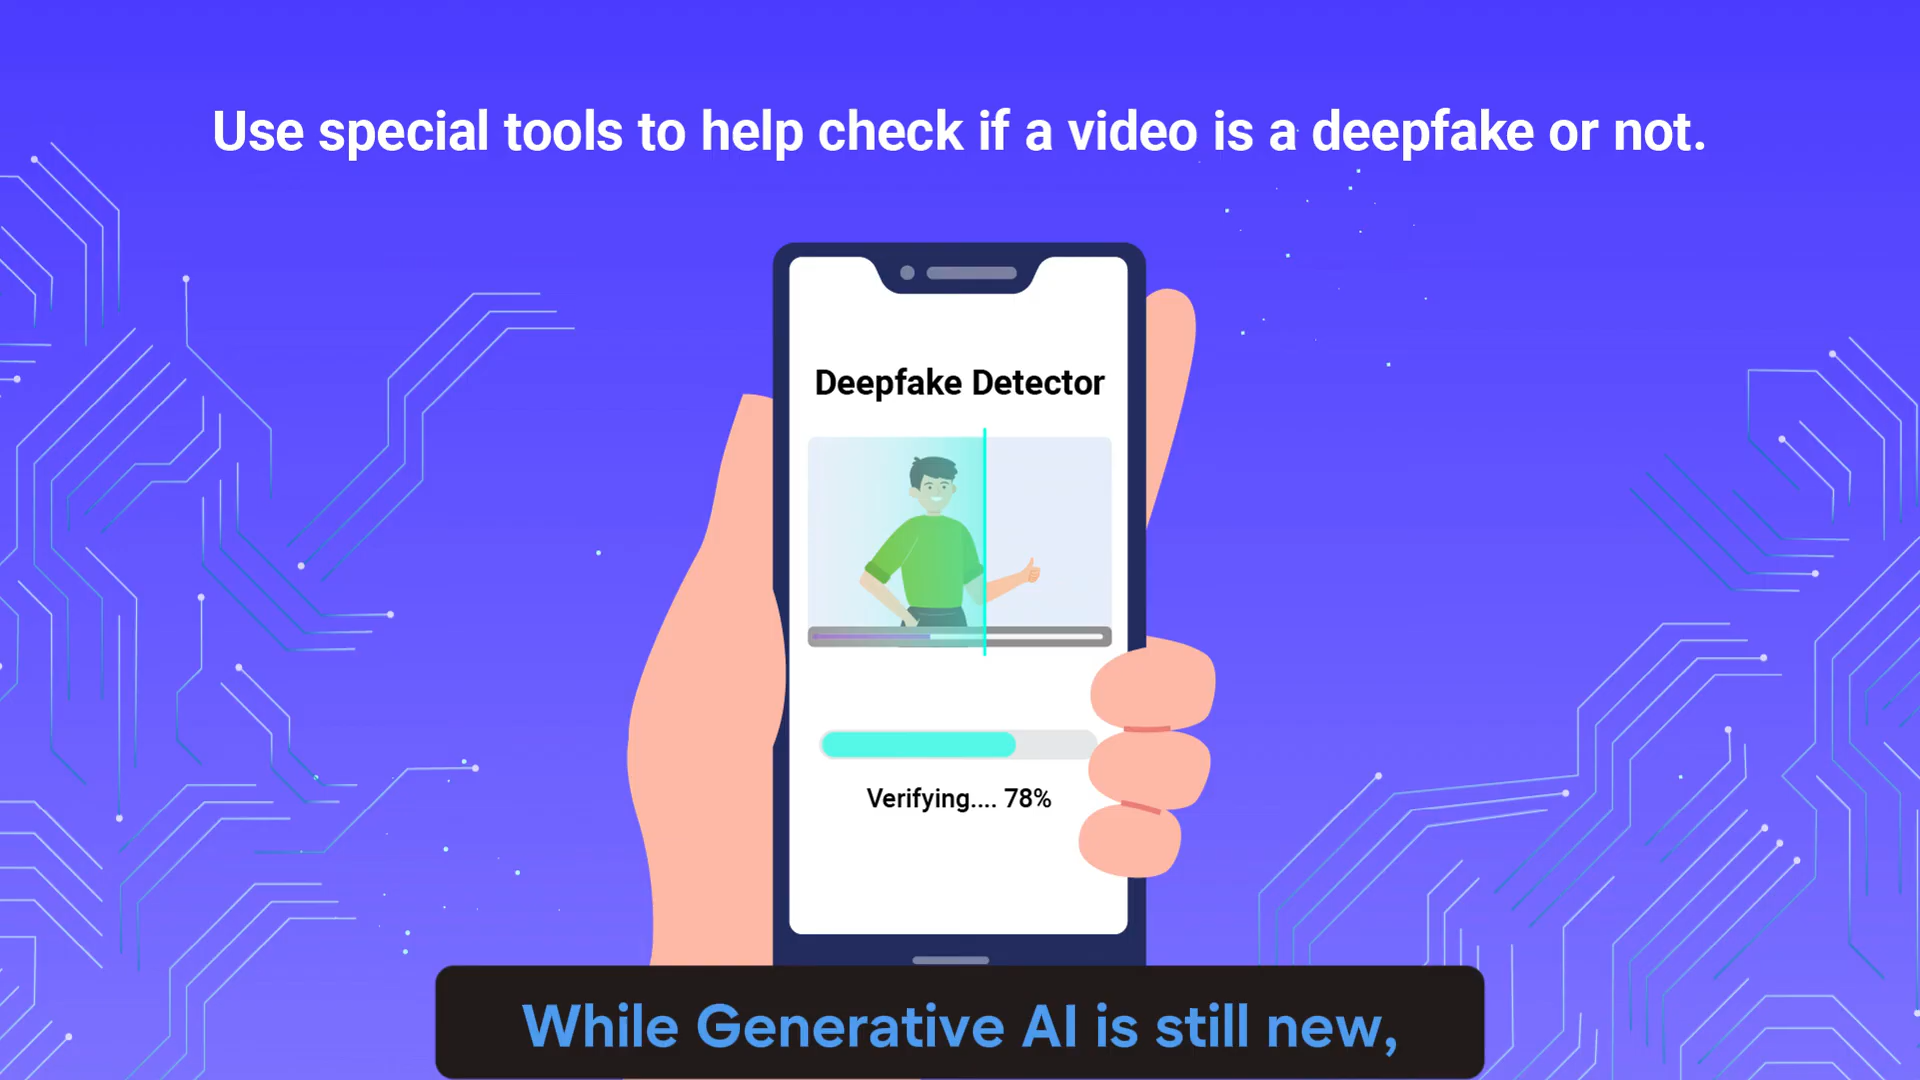 Use special tools to help check if a video is a deepfake or not.
Deepfake Detector
Verifying.... 78%
While Generative AI is still new,